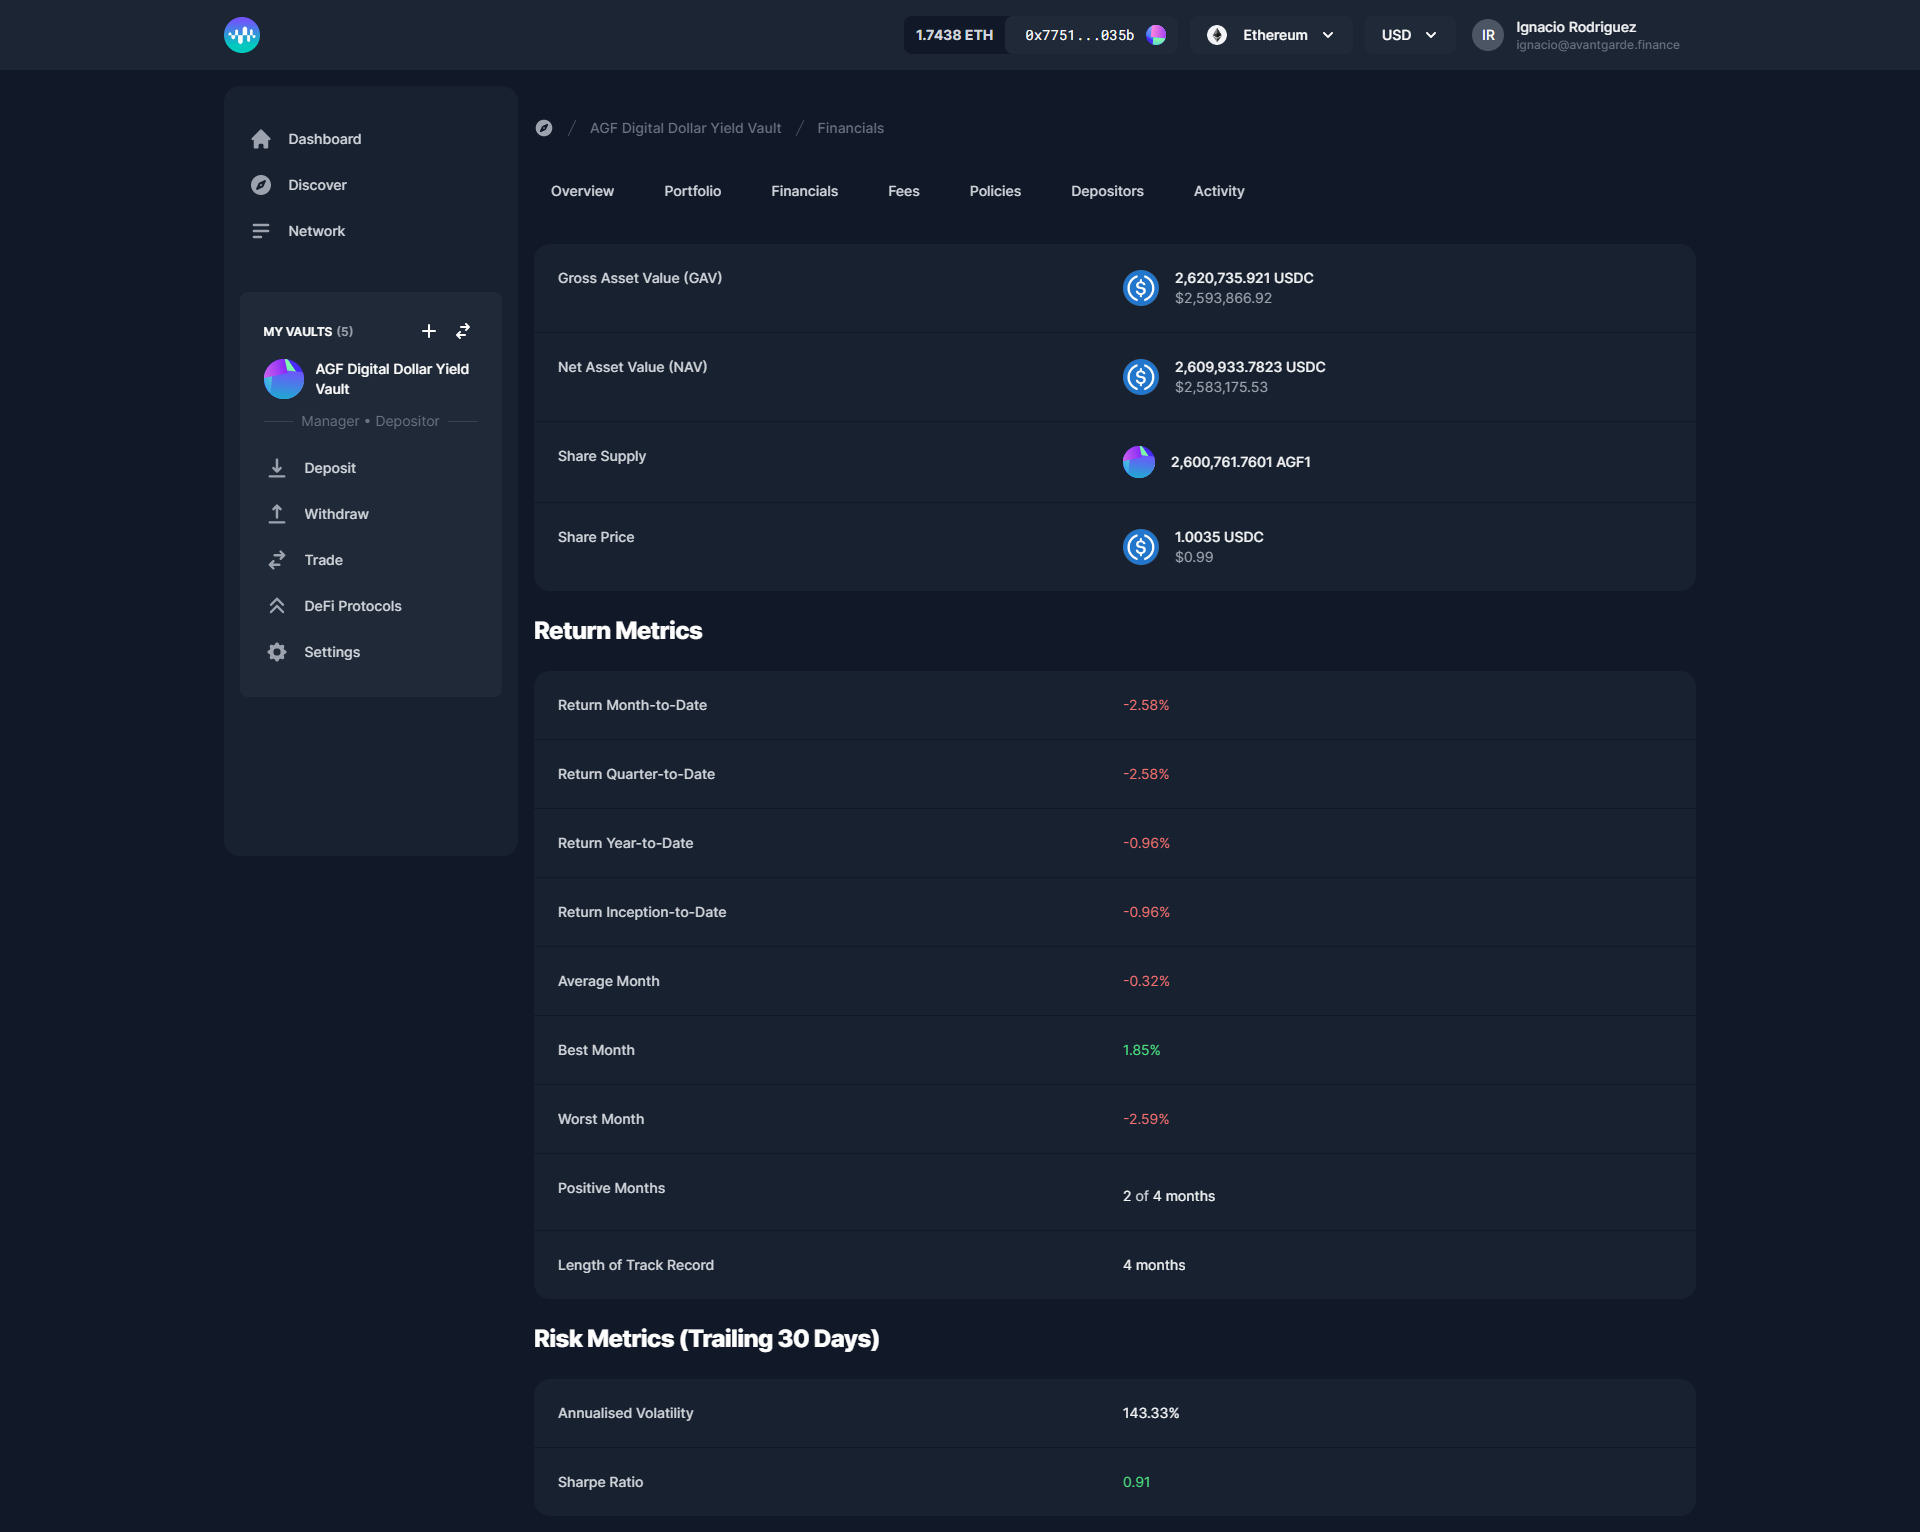 1.7438 ETH
0x7751...035b
Ethereum
USD
IR
Ignacio Rodriguez
ignacio@avantgarde.finance
Dashboard
Discover
Network
MY VAULTS (5)
AGF Digital Dollar Yield
Vault
Manager • Depositor
Deposit
Withdraw
Trade
DeFi Protocols
Settings
/ AGF Digital Dollar Yield Vault / Financials
Overview Portfolio Financials Fees Policies Depositors Activity
Gross Asset Value (GAV)
2,620,735.921 USDC
$2,593,866.92
Net Asset Value (NAV)
2,609,933.7823 USDC
$2,583,175.53
Share Supply
2,600,761.7601 AGF1
Share Price
1.0035 USDC
$0.99
Return Metrics
Return Month-to-Date -2.58%
Return Quarter-to-Date -2.58%
Return Year-to-Date -0.96%
Return Inception-to-Date -0.96%
Average Month -0.32%
Best Month 1.85%
Worst Month -2.59%
Positive Months 2 of 4 months
Length of Track Record 4 months
Risk Metrics (Trailing 30 Days)
Annualised Volatility 143.33%
Sharpe Ratio 0.91